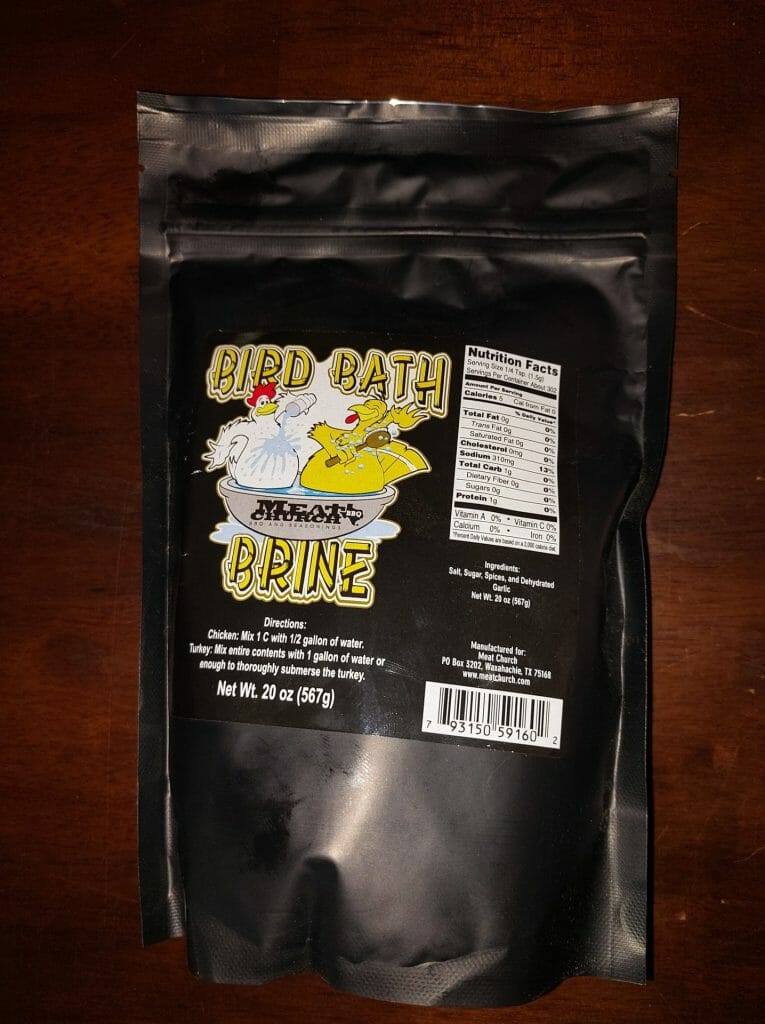 BIRD BATH
MEAT
CHURCH BBQ
BBQ AND SEASONINGS
BRINE
Directions:
Chicken: Mix 1 C with 1/2 gallon of water.
Turkey: Mix entire contents with 1 gallon of water or
enough to thoroughly submerse the turkey.
Net Wt. 20 oz (567g)
Nutrition Facts
Serving Size 1/4 Tsp. (1.5g)
Servings Per Container About 302
Amount Per Serving
Calories 5 Cal from Fat 0
% Daily Value*
Total Fat 0g 0%
Trans Fat 0g 0%
Saturated Fat 0g 0%
Cholesterol 0mg 0%
Sodium 310mg 13%
Total Carb 1g 0%
Dietary Fiber 0g 0%
Sugars 0g 0%
Protein 1g 0%
Vitamin A 0% • Vitamin C 0%
Calcium 0% • Iron 0%
*Percent Daily Values are based on a 2,000 calorie diet.
Ingredients:
Salt, Sugar, Spices, and Dehydrated
Garlic
Net Wt. 20 oz (567g)
Manufactured for:
Meat Church
PO Box 3202, Waxahachie, TX 75168
www.meatchurch.com
7 93150 59160 2